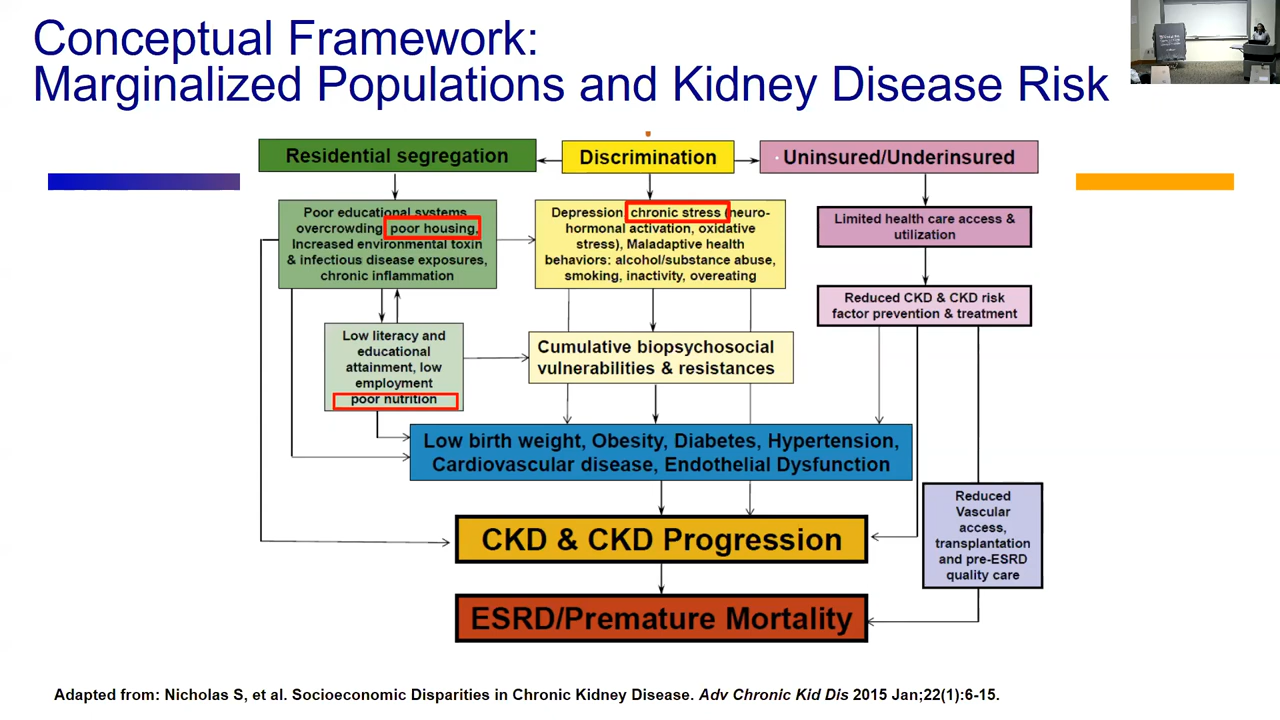 Conceptual Framework:
Marginalized Populations and Kidney Disease Risk
Residential segregation
Discrimination
Uninsured/Underinsured
Poor educational systems
overcrowding poor housing,
Increased environmental toxin
& infectious disease exposures,
chronic inflammation
Depression chronic stress (neuro-
hormonal activation, oxidative
stress), Maladaptive health
behaviors: alcohol/substance abuse,
smoking, inactivity, overeating
Limited health care access &
utilization
Reduced CKD & CKD risk
factor prevention & treatment
Low literacy and
educational
attainment, low
employment
poor nutrition
Cumulative biopsychosocial
vulnerabilities & resistances
Low birth weight, Obesity, Diabetes, Hypertension,
Cardiovascular disease, Endothelial Dysfunction
Reduced
Vascular
access,
transplantation
and pre-ESRD
quality care
CKD & CKD Progression
ESRD/Premature Mortality
Adapted from: Nicholas S, et al. Socioeconomic Disparities in Chronic Kidney Disease. Adv Chronic Kid Dis 2015 Jan;22(1):6-15.